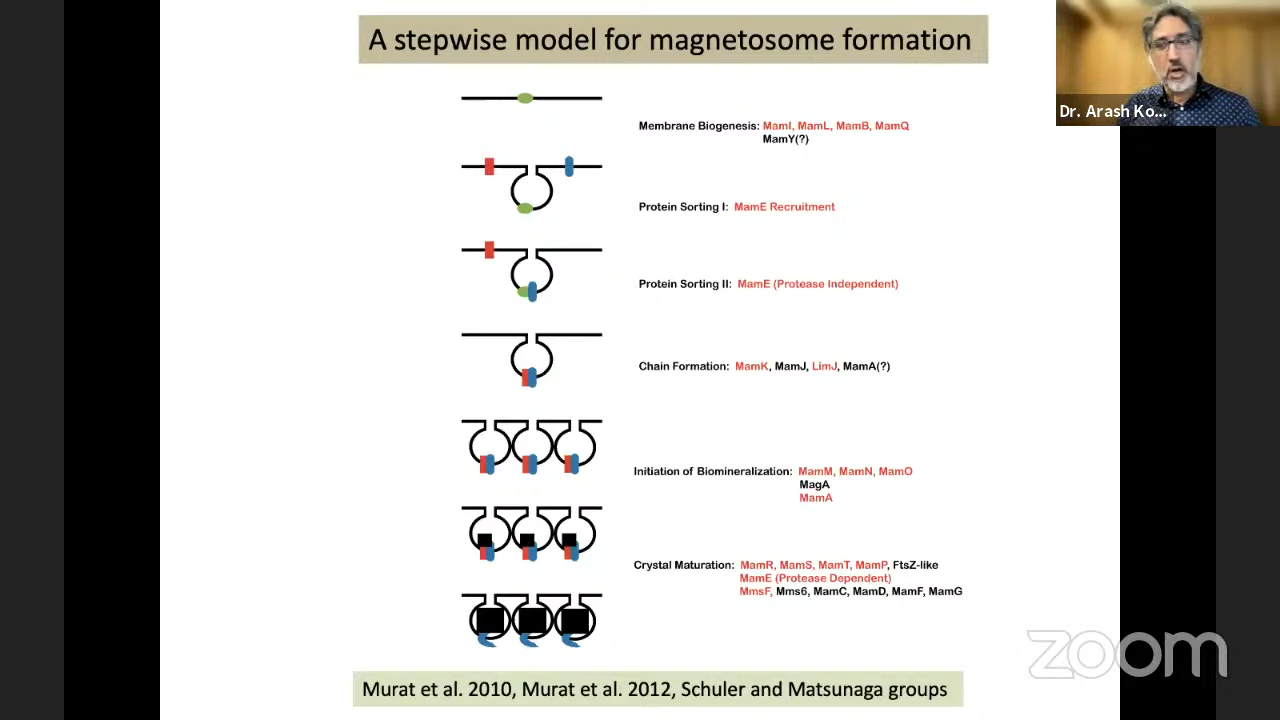 A stepwise model for magnetosome formation
Dr. Arash Ko...
Membrane Biogenesis: MamI, MamL, MamB, MamQ
MamY(?)
Protein Sorting I: MamE Recruitment
Protein Sorting II: MamE (Protease Independent)
Chain Formation: MamK, MamJ, LimJ, MamA(?)
Initiation of Biomineralization: MamM, MamN, MamO
MagA
MamA
Crystal Maturation: MamR, MamS, MamT, MamP, FtsZ-like
MamE (Protease Dependent)
MmsF, Mms6, MamC, MamD, MamF, MamG
zoom
Murat et al. 2010, Murat et al. 2012, Schuler and Matsunaga groups